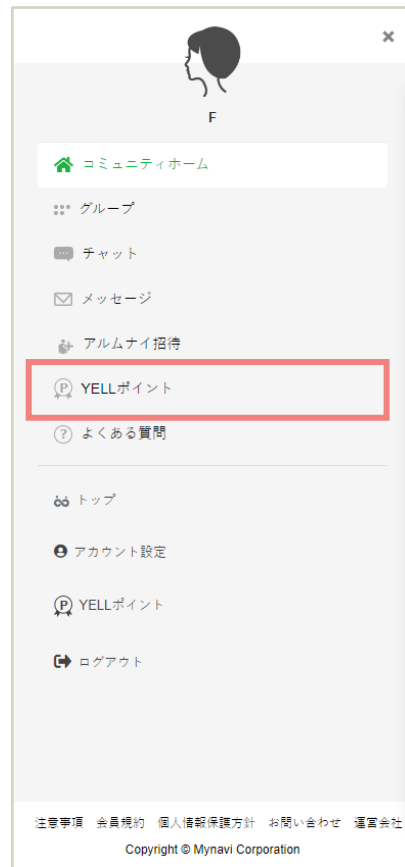 F
コミュニティホーム
グループ
チャット
メッセージ
アルムナイ招待
YELLポイント
よくある質問
トップ
アカウント設定
YELLポイント
ログアウト
注意事項 会員規約 個人情報保護方針 お問い合わせ 運営会社
Copyright © Mynavi Corporation